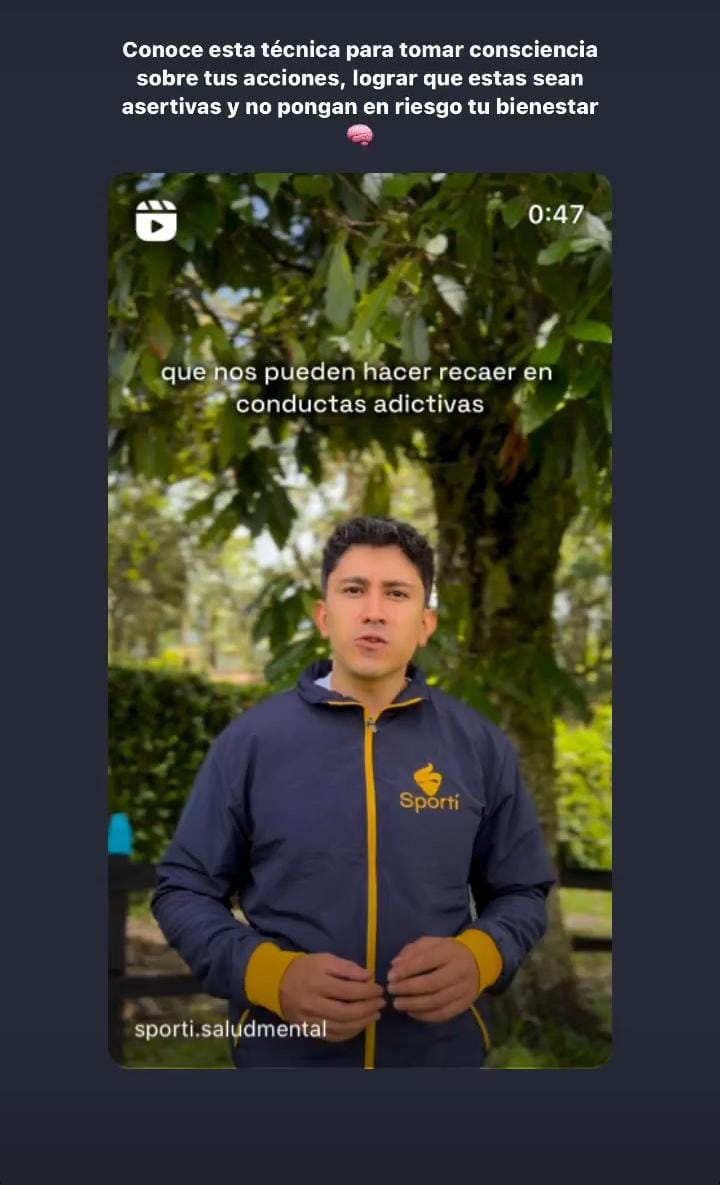 Conoce esta técnica para tomar consciencia
sobre tus acciones, lograr que estas sean
asertivas y no pongan en riesgo tu bienestar
0:47
que nos pueden hacer recaer en
conductas adictivas
Sportí
sporti.saludmental